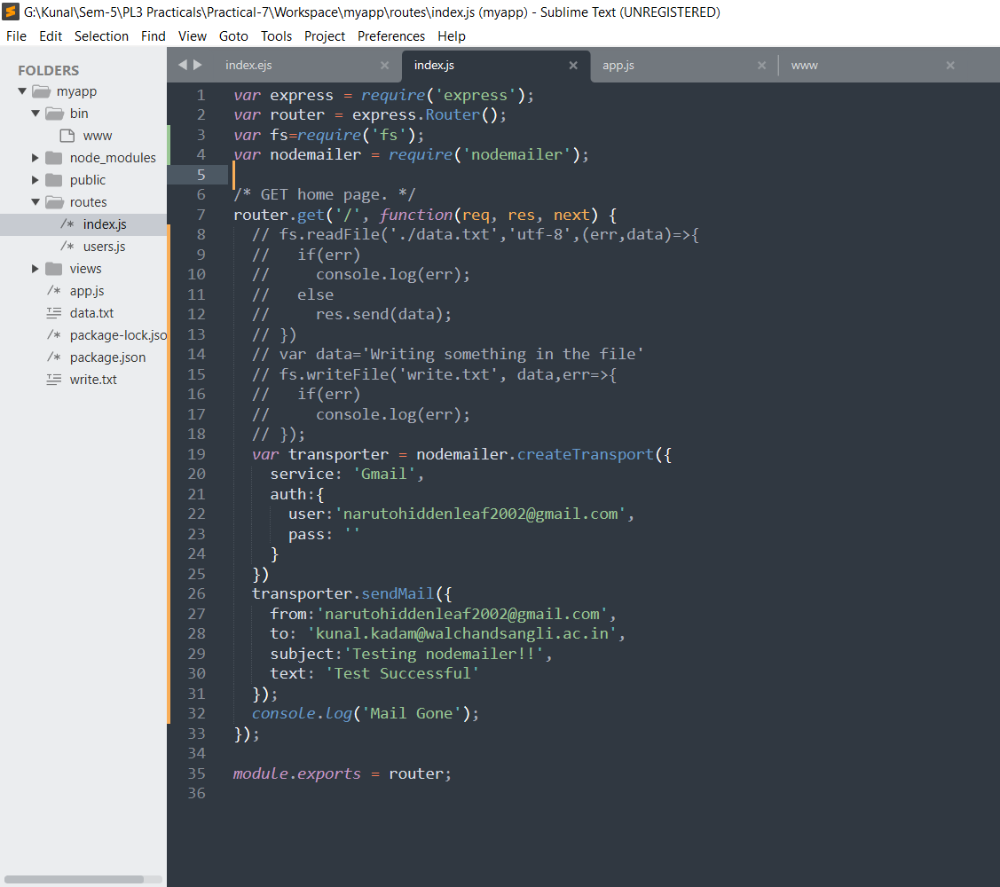 G:\Kunal\Sem-5\PL3 Practicals\Practical-7\Workspace\myapp\routes\index.js (myapp) - Sublime Text (UNREGISTERED)
File Edit Selection Find View Goto Tools Project Preferences Help
FOLDERS
myapp
bin
www
node_modules
public
routes
/* index.js
/* users.js
views
/* app.js
data.txt
/* package-lock.jso
/* package.json
write.txt
index.ejs index.js app.js www
1 var express = require('express');
2 var router = express.Router();
3 var fs=require('fs');
4 var nodemailer = require('nodemailer');
5
6 /* GET home page. */
7 router.get('/', function(req, res, next) {
8   // fs.readFile('./data.txt','utf-8',(err,data)=>{
9   //   if(err)
10   //     console.log(err);
11   //   else
12   //     res.send(data);
13   // })
14   // var data='Writing something in the file'
15   // fs.writeFile('write.txt', data,err=>{
16   //   if(err)
17   //     console.log(err);
18   // });
19   var transporter = nodemailer.createTransport({
20     service: 'Gmail',
21     auth:{
22       user:'narutohiddenleaf2002@gmail.com',
23       pass: ''
24     }
25   })
26   transporter.sendMail({
27     from:'narutohiddenleaf2002@gmail.com',
28     to: 'kunal.kadam@walchandsangli.ac.in',
29     subject:'Testing nodemailer!!',
30     text: 'Test Successful'
31   });
32   console.log('Mail Gone');
33 });
34
35 module.exports = router;
36